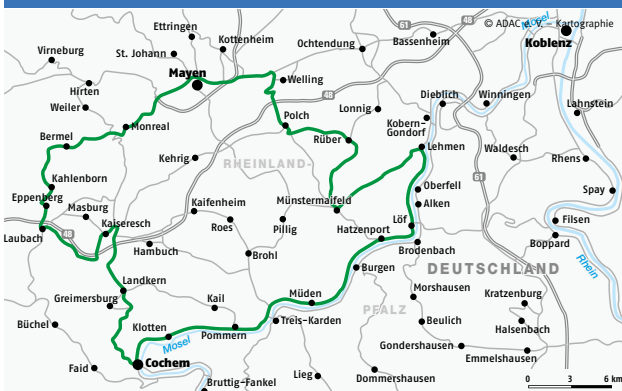 © ADAC e. V. – Kartographie
Mosel
Koblenz
Ettringen
Kottenheim
Ochtendung
61
Bassenheim
Virneburg
St. Johann
Mayen
Welling
Hirten
Weiler
48
Lonnig
Dieblich
Winningen
Lahnstein
Polch
Kobern-
Gondorf
Monreal
Bermel
Rüber
Lehmen
Waldesch
Rhens
Kehrig
RHEINLAND-
61
Kahlenborn
Oberfell
Spay
Eppenberg
Masburg
Kaifenheim
Münstermaifeld
Alken
Kaiseresch
Roes
Pillig
Löf
Filsen
48
Laubach
Hatzenport
Hambuch
Brohl
Brodenbach
Boppard
Burgen
DEUTSCHLAND
Rhein
Landkern
Morshausen
Kratzenburg
Greimersburg
Kail
Müden
PFALZ
Büchel
Klotten
Treis-Karden
Beulich
Halsenbach
Pommern
Mosel
Gondershausen
Emmelshausen
Cochem
Faid
Lieg
Dommershausen
Bruttig-Fankel
0 3 6 km